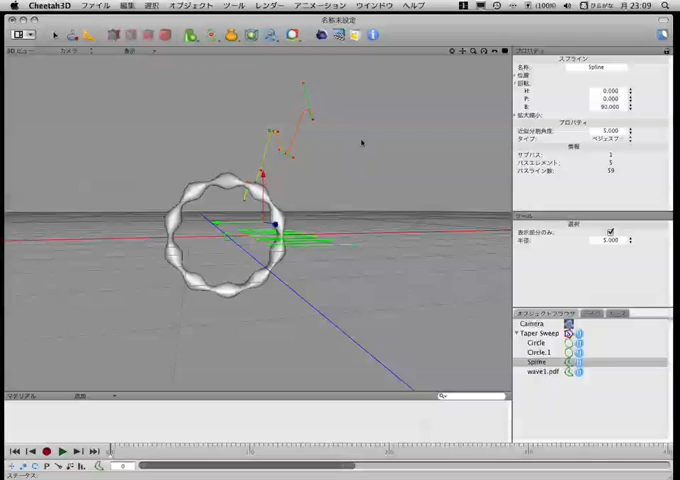 Cheetah3D ファイル 編集 選択 オブジェクト ツール レンダー アニメーション ウインドウ ヘルプ (100%) ひらがな 月 23:09
名称未設定
3D ビュー カメラ 表示
プロパティ
スプライン
名称: Spline
位置
回転
H: 0.000
P: 0.000
B: 90.000
拡大縮小
プロパティ
近似分割角度: 5.000
タイプ:
情報
サブパス: 1
パスエレメント: 5
パスライン数: 59
ツール
選択
表示部分のみ:
半径: 5.000
オブジェクトブラウザ
Camera
Taper Sweep
Circle
Circle.1
Spline
wave1.pdf
マテリアル 追加
0
ステータス: